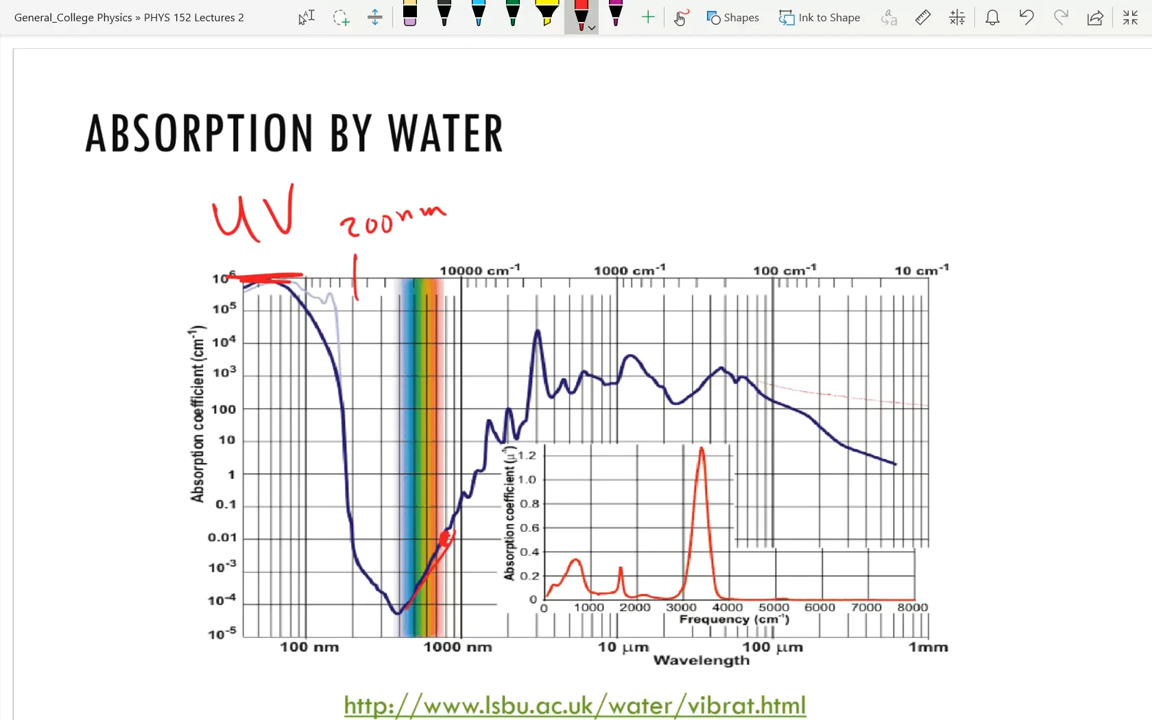 General_College Physics » PHYS 152 Lectures 2
Shapes
Ink to Shape
ABSORPTION BY WATER
UV
200nm
10000 cm⁻¹
1000 cm⁻¹
100 cm⁻¹
10 cm⁻¹
Absorption coefficient (cm⁻¹)
10⁶
10⁵
10⁴
10³
100
10
1
0.1
0.01
10⁻³
10⁻⁴
10⁻⁵
Absorption coefficient (μ⁻¹)
1.2
1.0
0.8
0.6
0.4
0.2
0
0 1000 2000 3000 4000 5000 6000 7000 8000
Frequency (cm⁻¹)
100 nm 1000 nm 10 μm 100 μm 1mm
Wavelength
http://www.lsbu.ac.uk/water/vibrat.html